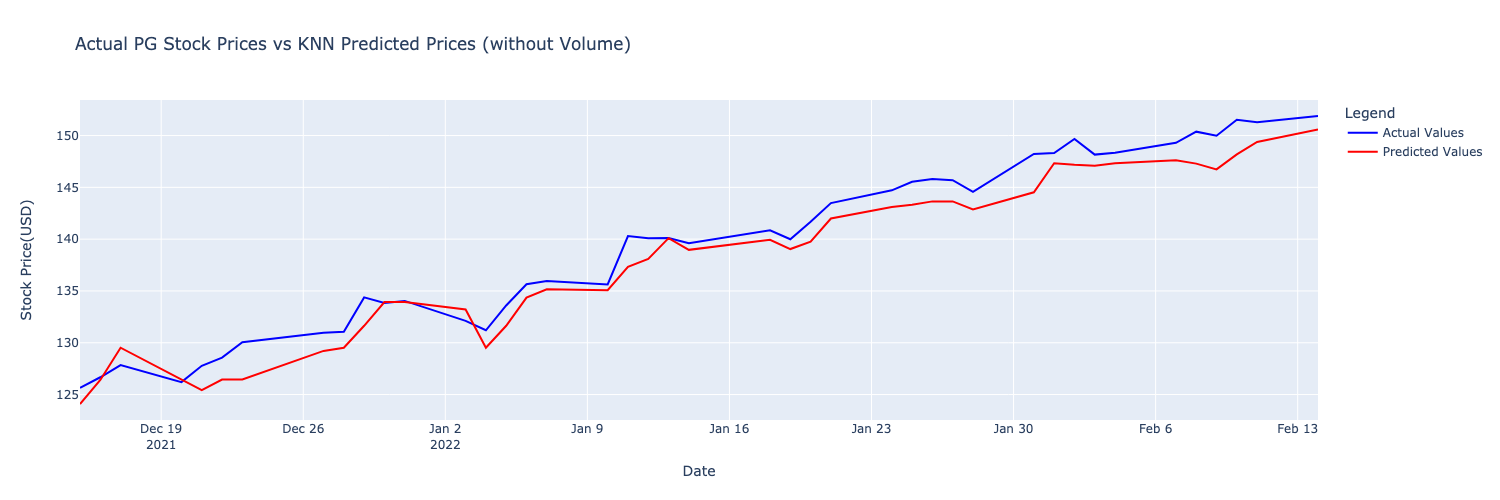 Actual PG Stock Prices vs KNN Predicted Prices (without Volume)
Legend
Actual Values
Predicted Values
Stock Price(USD)
150
145
140
135
130
125
Dec 19
2021
Dec 26
Jan 2
2022
Jan 9
Jan 16
Jan 23
Jan 30
Feb 6
Feb 13
Date